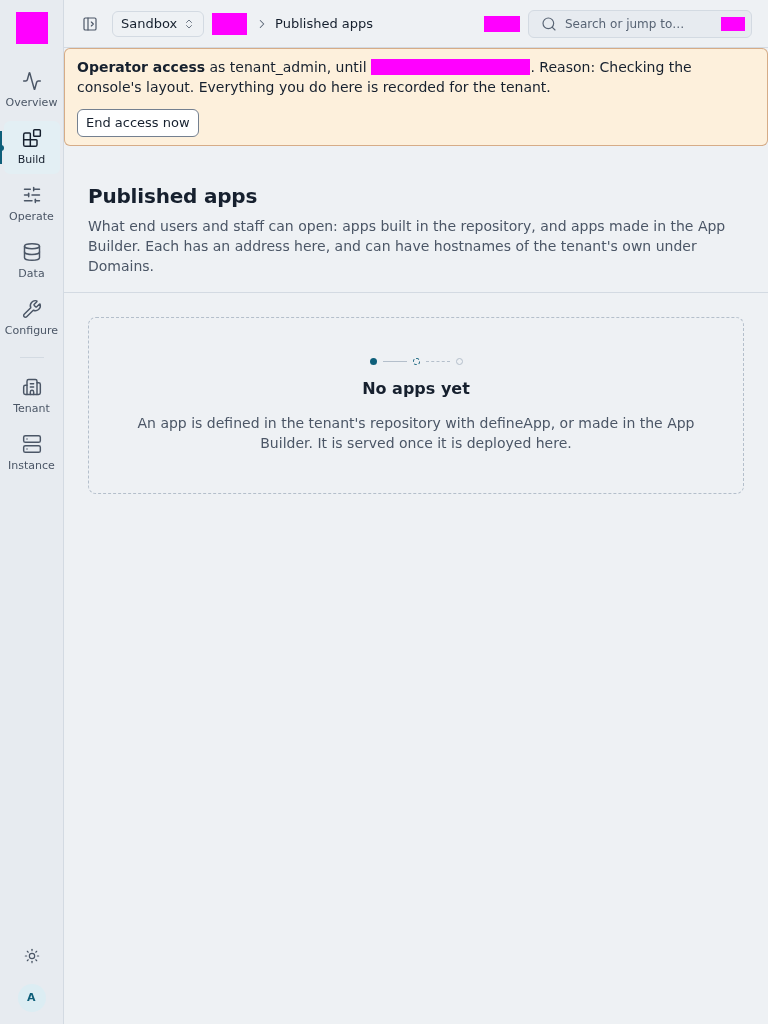 Sandbox
Published apps
Search or jump to...
Operator access as tenant_admin, until . Reason: Checking the
console's layout. Everything you do here is recorded for the tenant.
End access now
Overview
Build
Operate
Data
Configure
Tenant
Instance
Published apps
What end users and staff can open: apps built in the repository, and apps made in the App
Builder. Each has an address here, and can have hostnames of the tenant's own under
Domains.
No apps yet
An app is defined in the tenant's repository with defineApp, or made in the App
Builder. It is served once it is deployed here.
A